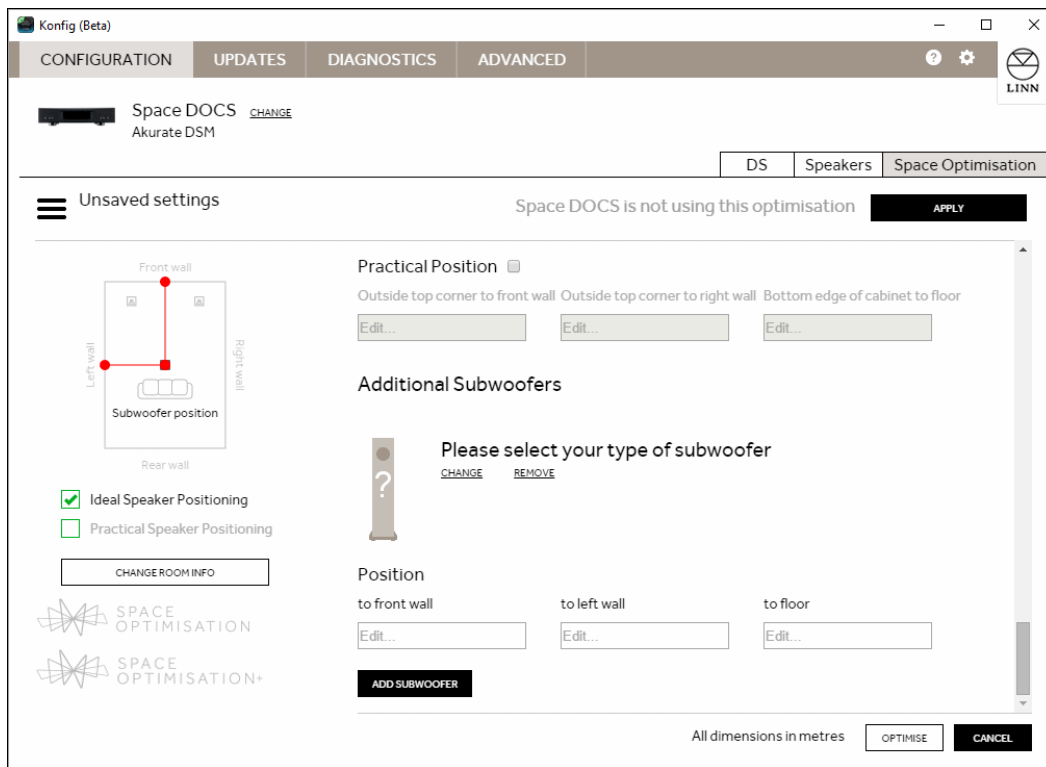 Konfig (Beta)
CONFIGURATION UPDATES DIAGNOSTICS ADVANCED
?
LINN
Space DOCS CHANGE
Akurate DSM
DS Speakers Space Optimisation
Unsaved settings
Space DOCS is not using this optimisation
APPLY
Front wall
Left wall
Right wall
Subwoofer position
Rear wall
Ideal Speaker Positioning
Practical Speaker Positioning
CHANGE ROOM INFO
SPACE
OPTIMISATION
SPACE
OPTIMISATION+
Practical Position
Outside top corner to front wall Outside top corner to right wall Bottom edge of cabinet to floor
Edit... Edit... Edit...
Additional Subwoofers
?
Please select your type of subwoofer
CHANGE REMOVE
Position
to front wall to left wall to floor
Edit... Edit... Edit...
ADD SUBWOOFER
All dimensions in metres
OPTIMISE
CANCEL